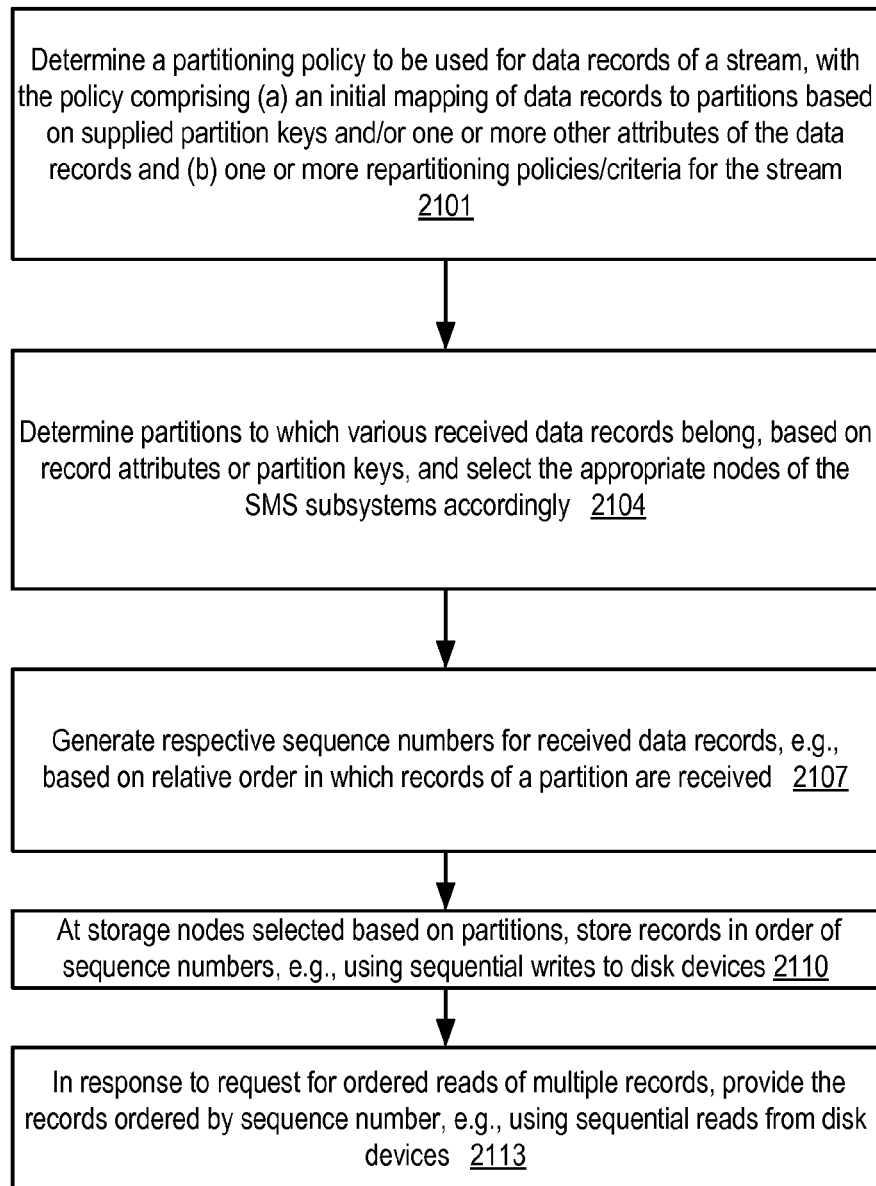 Determine a partitioning policy to be used for data records of a stream, with
the policy comprising (a) an initial mapping of data records to partitions based
on supplied partition keys and/or one or more other attributes of the data
records and (b) one or more repartitioning policies/criteria for the stream
2101
Determine partitions to which various received data records belong, based on
record attributes or partition keys, and select the appropriate nodes of the
SMS subsystems accordingly 2104
Generate respective sequence numbers for received data records, e.g.,
based on relative order in which records of a partition are received 2107
At storage nodes selected based on partitions, store records in order of
sequence numbers, e.g., using sequential writes to disk devices 2110
In response to request for ordered reads of multiple records, provide the
records ordered by sequence number, e.g., using sequential reads from disk
devices 2113